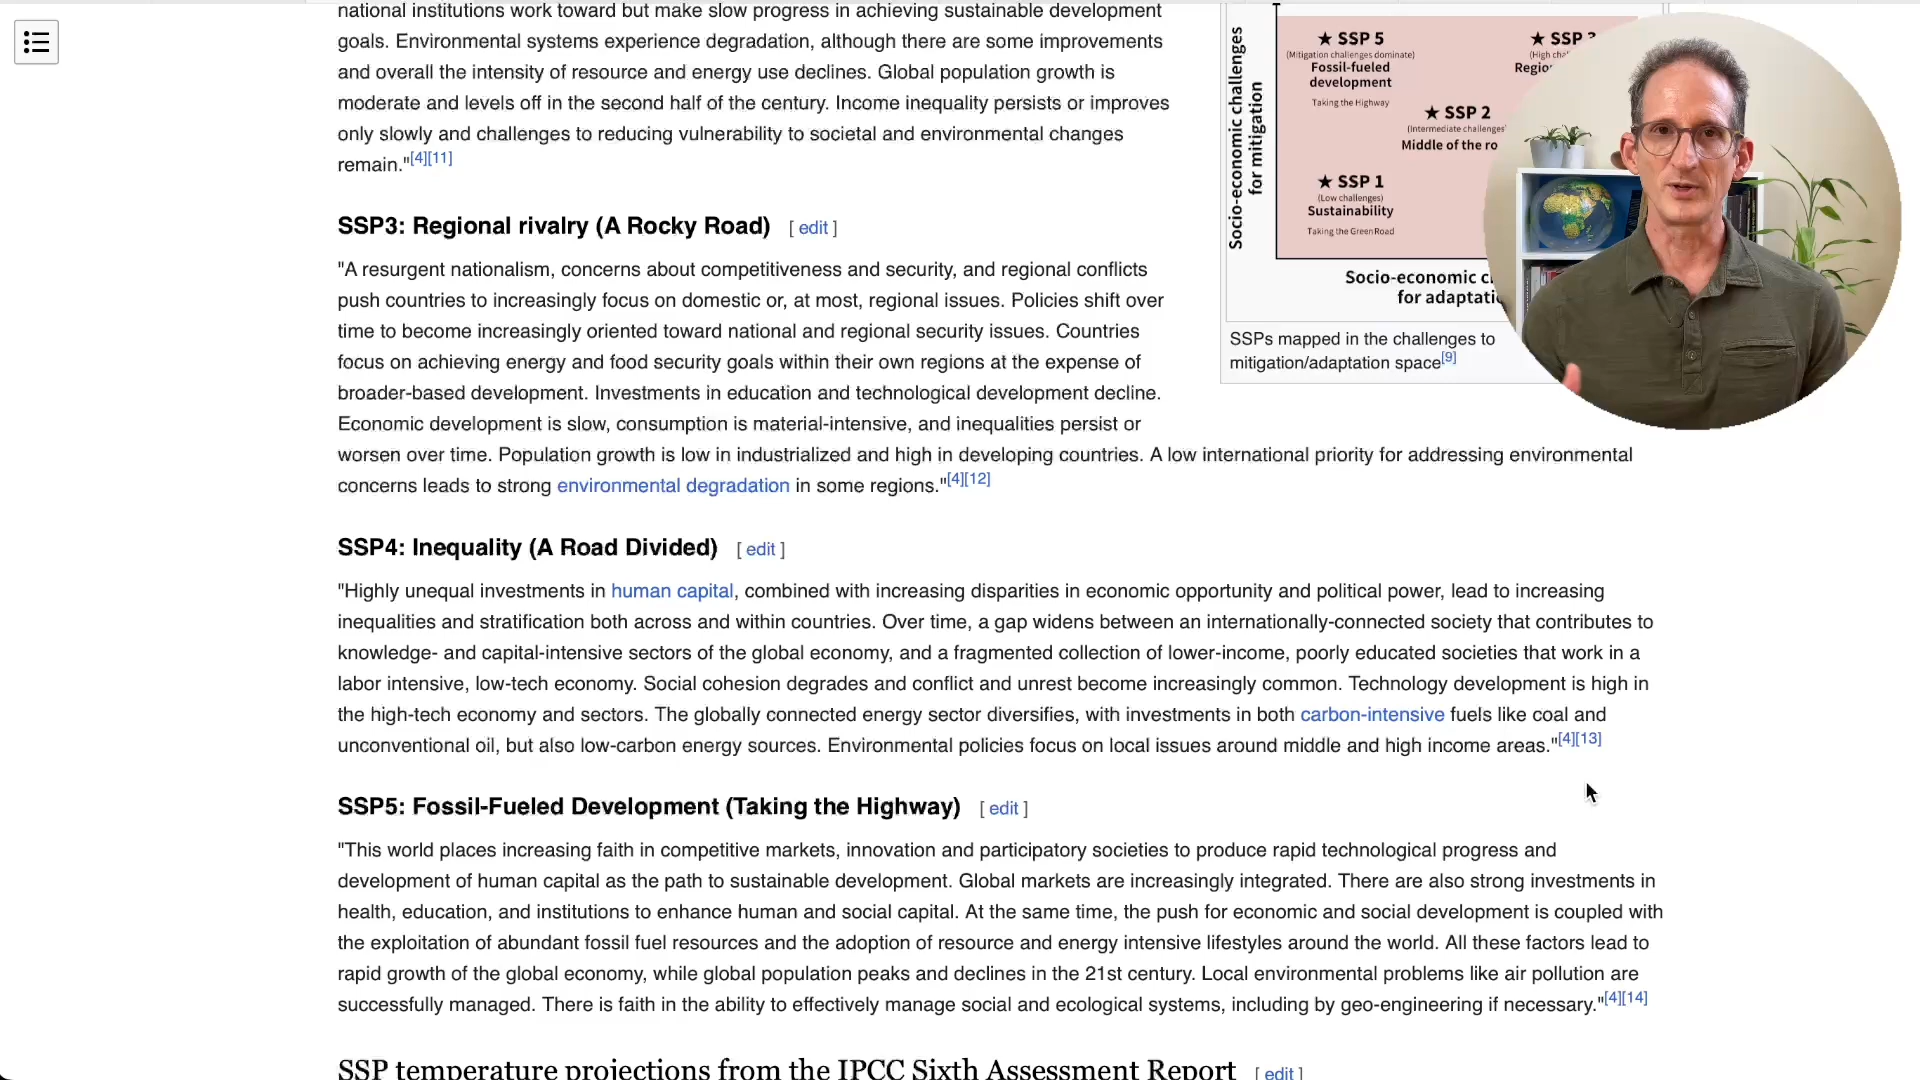 national institutions work toward but make slow progress in achieving sustainable development
goals. Environmental systems experience degradation, although there are some improvements
and overall the intensity of resource and energy use declines. Global population growth is
moderate and levels off in the second half of the century. Income inequality persists or improves
only slowly and challenges to reducing vulnerability to societal and environmental changes
remain."[4][11]
SSP3: Regional rivalry (A Rocky Road) [ edit ]
"A resurgent nationalism, concerns about competitiveness and security, and regional conflicts
push countries to increasingly focus on domestic or, at most, regional issues. Policies shift over
time to become increasingly oriented toward national and regional security issues. Countries
focus on achieving energy and food security goals within their own regions at the expense of
broader-based development. Investments in education and technological development decline.
Economic development is slow, consumption is material-intensive, and inequalities persist or
worsen over time. Population growth is low in industrialized and high in developing countries. A low international priority for addressing environmental
concerns leads to strong environmental degradation in some regions."[4][12]
SSP4: Inequality (A Road Divided) [ edit ]
"Highly unequal investments in human capital, combined with increasing disparities in economic opportunity and political power, lead to increasing
inequalities and stratification both across and within countries. Over time, a gap widens between an internationally-connected society that contributes to
knowledge- and capital-intensive sectors of the global economy, and a fragmented collection of lower-income, poorly educated societies that work in a
labor intensive, low-tech economy. Social cohesion degrades and conflict and unrest become increasingly common. Technology development is high in
the high-tech economy and sectors. The globally connected energy sector diversifies, with investments in both carbon-intensive fuels like coal and
unconventional oil, but also low-carbon energy sources. Environmental policies focus on local issues around middle and high income areas."[4][13]
SSP5: Fossil-Fueled Development (Taking the Highway) [ edit ]
"This world places increasing faith in competitive markets, innovation and participatory societies to produce rapid technological progress and
development of human capital as the path to sustainable development. Global markets are increasingly integrated. There are also strong investments in
health, education, and institutions to enhance human and social capital. At the same time, the push for economic and social development is coupled with
the exploitation of abundant fossil fuel resources and the adoption of resource and energy intensive lifestyles around the world. All these factors lead to
rapid growth of the global economy, while global population peaks and declines in the 21st century. Local environmental problems like air pollution are
successfully managed. There is faith in the ability to effectively manage social and ecological systems, including by geo-engineering if necessary."[4][14]
SSP temperature projections from the IPCC Sixth Assessment Report [ edit ]
Socio-economic challenges
for mitigation
★ SSP 5
(Mitigation challenges dominate)
Fossil-fueled
development
Taking the Highway
★ SSP
(High
★ SSP 2
(Intermediate challenges
Middle of the
★ SSP 1
(Low challenges)
Sustainability
Taking the Green Road
Socio-economic
for
SSPs mapped in the challenges to
mitigation/adaptation space[9]